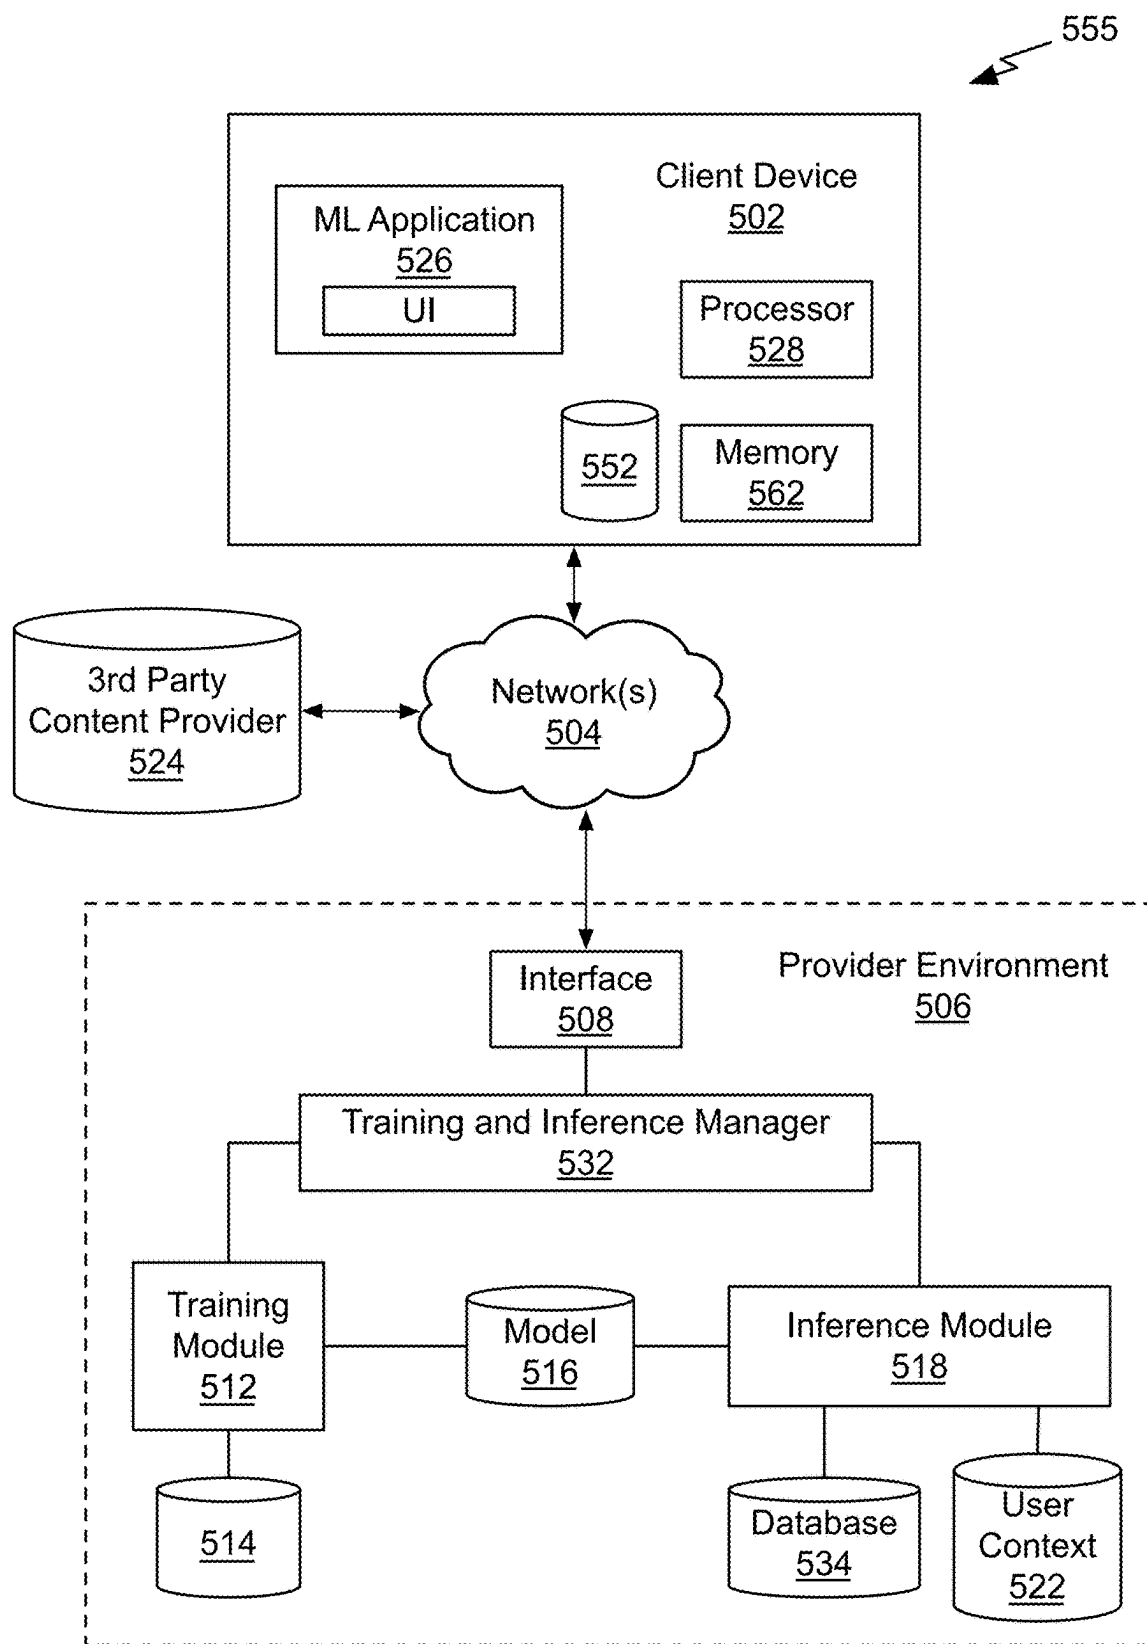 555
Client Device
502
ML Application
526
UI
Processor
528
552
Memory
562
3rd Party
Content Provider
524
Network(s)
504
Interface
508
Provider Environment
506
Training and Inference Manager
532
Training
Module
512
Model
516
Inference Module
518
514
Database
534
User
Context
522